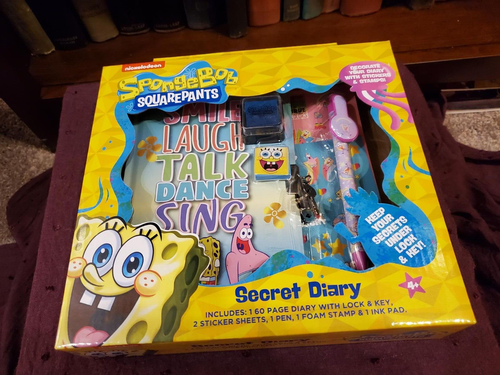 nickelodeon
SpongeBob
SQUAREPANTS
DECORATE
YOUR DIARY
WITH STICKERS
& STAMPS!
SMILE
LAUGH
TALK
DANCE
SING
KEEP
YOUR
SECRETS
UNDER
LOCK
& KEY!
Secret Diary
4+
INCLUDES: 1 60 PAGE DIARY WITH LOCK & KEY,
2 STICKER SHEETS, 1 PEN, 1 FOAM STAMP & 1 INK PAD.
Secret Diary